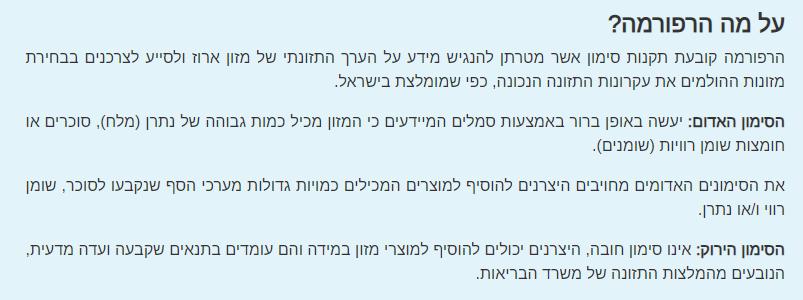 על מה הרפורמה?
הרפורמה קובעת תקנות סימון אשר מטרתן להנגיש מידע על הערך התזונתי של מזון ארוז ולסייע לצרכנים בבחירת
מזונות ההולמים את עקרונות התזונה הנכונה, כפי שמומלצת בישראל.
הסימון האדום: יעשה באופן ברור באמצעות סמלים המיידעים כי המזון מכיל כמות גבוהה של נתרן (מלח), סוכרים או
חומצות שומן רוויות (שומנים).
את הסימונים האדומים מחויבים היצרנים להוסיף למוצרים המכילים כמויות גדולות מערכי הסף שנקבעו לסוכר, שומן
רווי ו/או נתרן.
הסימון הירוק: אינו סימון חובה, היצרנים יכולים להוסיף למוצרי מזון במידה והם עומדים בתנאים שקבעה ועדה מדעית,
הנובעים מהמלצות התזונה של משרד הבריאות.